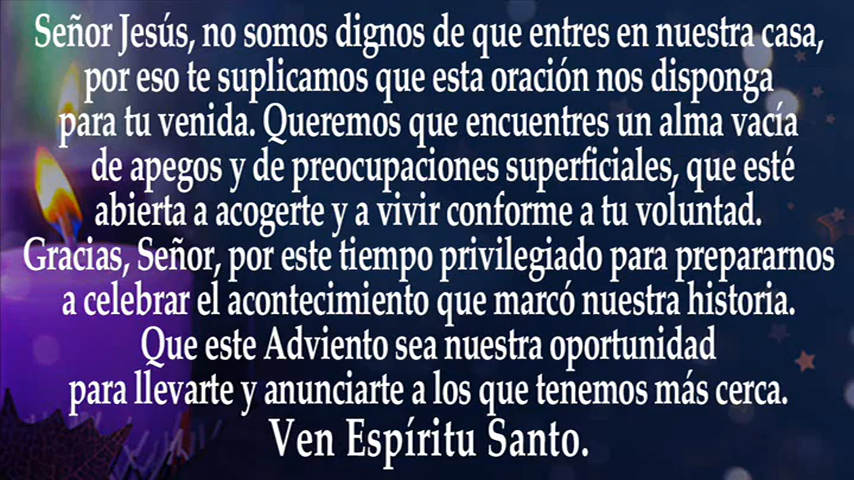 Señor Jesús, no somos dignos de que entres en nuestra casa,
por eso te suplicamos que esta oración nos disponga
para tu venida. Queremos que encuentres un alma vacía
de apegos y de preocupaciones superficiales, que esté
abierta a acogerte y a vivir conforme a tu voluntad.
Gracias, Señor, por este tiempo privilegiado para prepararnos
a celebrar el acontecimiento que marcó nuestra historia.
Que este Adviento sea nuestra oportunidad
para llevarte y anunciarte a los que tenemos más cerca.
Ven Espíritu Santo.